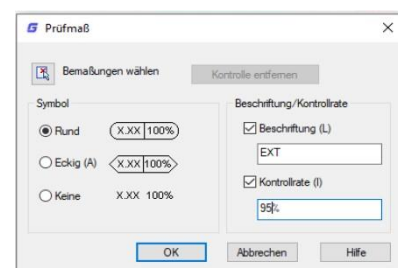 Prüfmaß
Bemaßungen wählen
Kontrolle entfernen
Symbol
Rund
X.XX 100%
Eckig (A)
X.XX 100%
Keine
X.XX 100%
Beschriftung/Kontrollrate
Beschriftung (L)
EXT
Kontrollrate (I)
95%
OK
Abbrechen
Hilfe